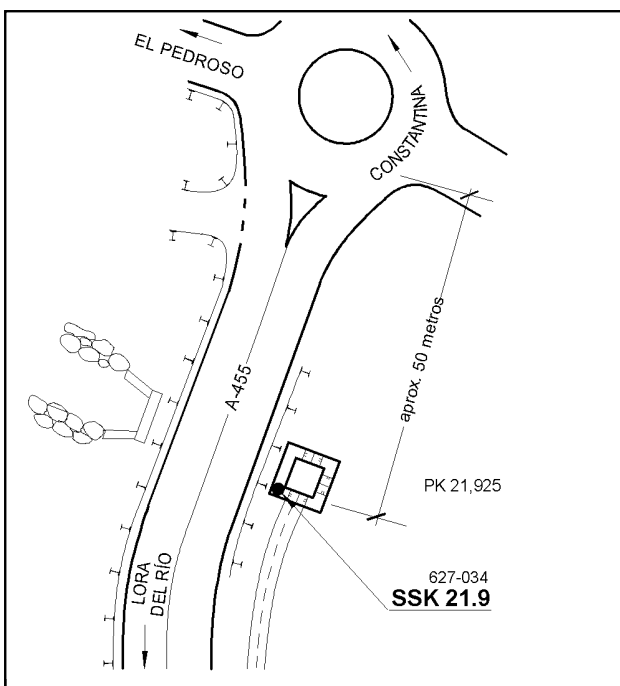 EL PEDROSO
CONSTANTINA
A-455
aprox. 50 metros
PK 21,925
627-034
SSK 21.9
LORA
DEL RÍO